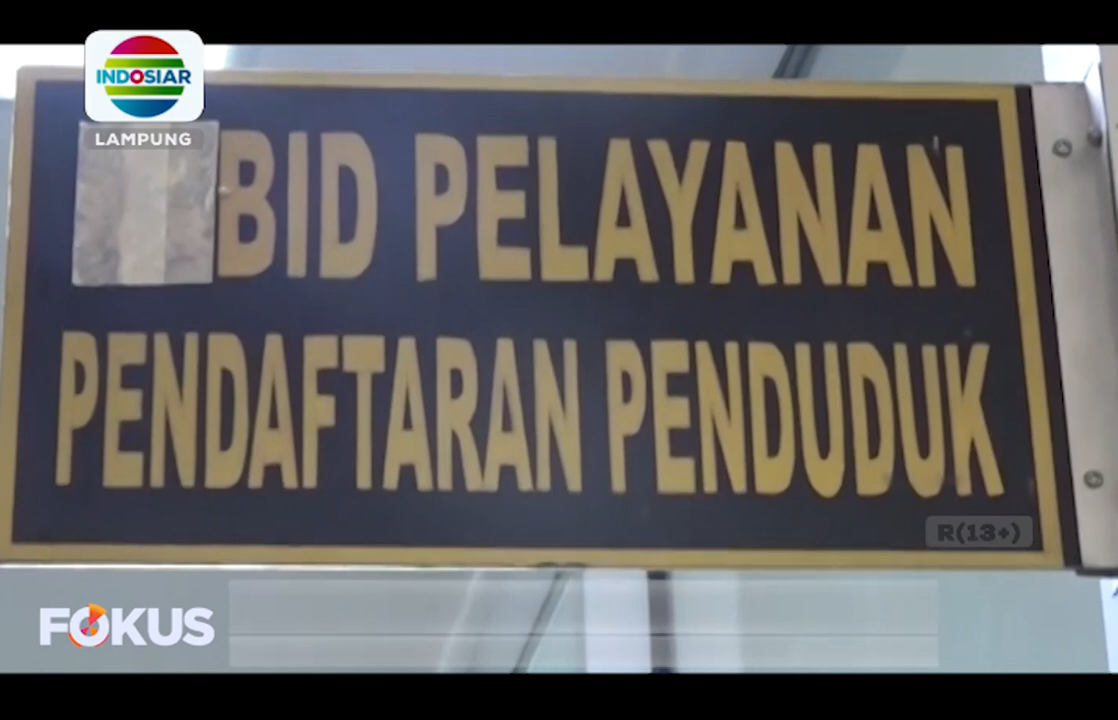 INDOSIAR
LAMPUNG
BID PELAYANAN
PENDAFTARAN PENDUDUK
R(13+)
FOKUS